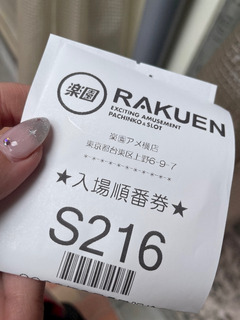 楽園
RAKUEN
EXCITING AMUSEMENT
PACHINKO & SLOT
楽園アメ横店
東京都台東区上野6-9-7
★入場順番券★
S216